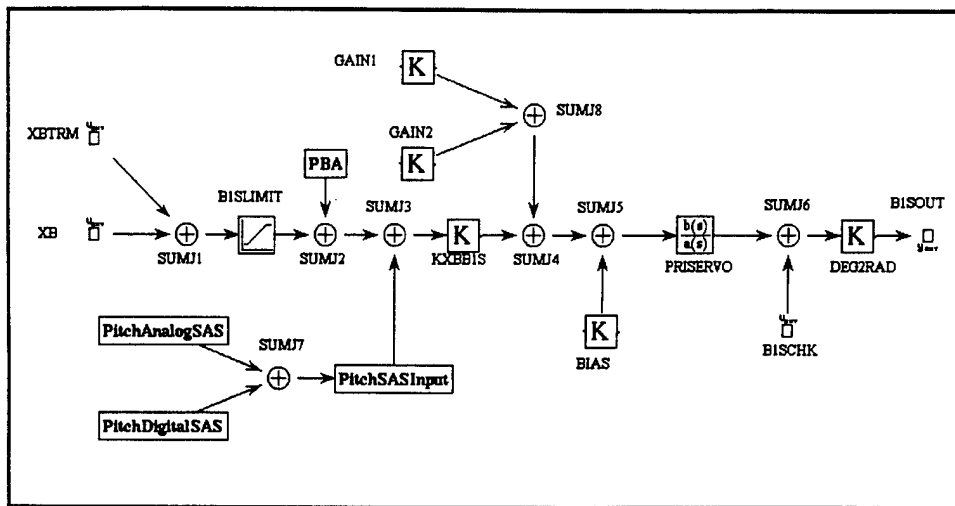 GAIN1
K
SUMJ8
XBTRM
GAIN2
K
PBA
B1SLIMIT
SUMJ3
SUMJ5
SUMJ6
B1SOUT
XB
K
b(s)
a(s)
K
SUMJ1
SUMJ2
KXBB1S
SUMJ4
PRISERVO
DEG2RAD
PitchAnalogSAS
SUMJ7
K
PitchSASInput
BIAS
B1SCHK
PitchDigitalSAS